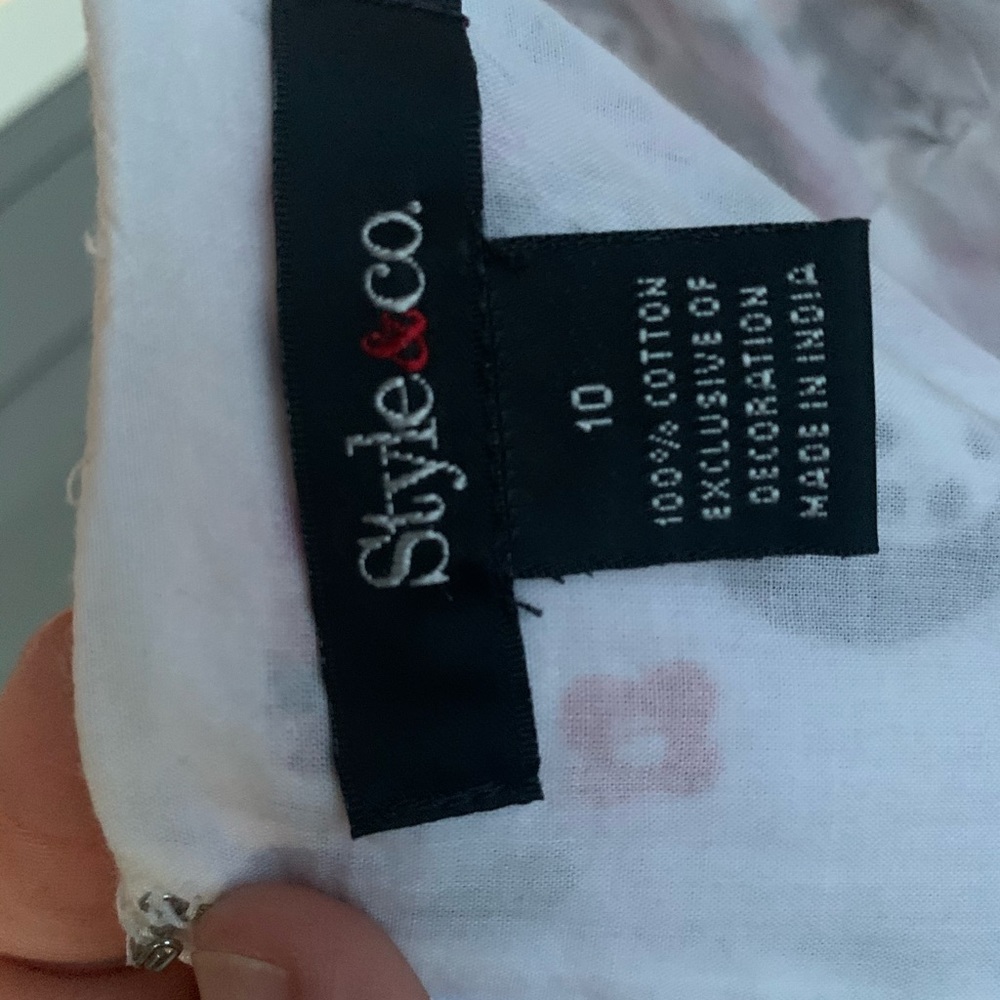 Style&co.
10
100% COTTON
EXCLUSIVE OF
DECORATION
MADE IN INDIA